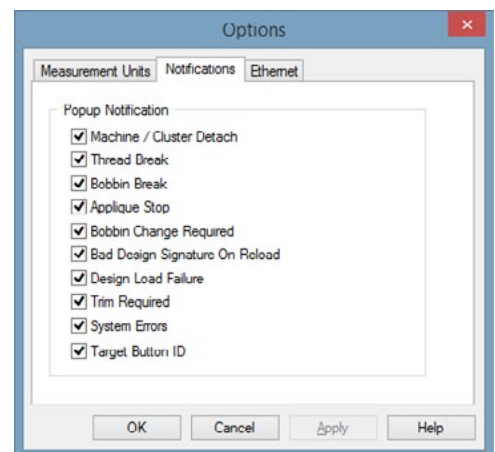 Options
Measurement Units Notifications Ethernet
Popup Notification
Machine / Cluster Detach
Thread Break
Bobbin Break
Applique Stop
Bobbin Change Required
Bad Design Signature On Reload
Design Load Failure
Trim Required
System Errors
Target Button ID
OK Cancel Apply Help